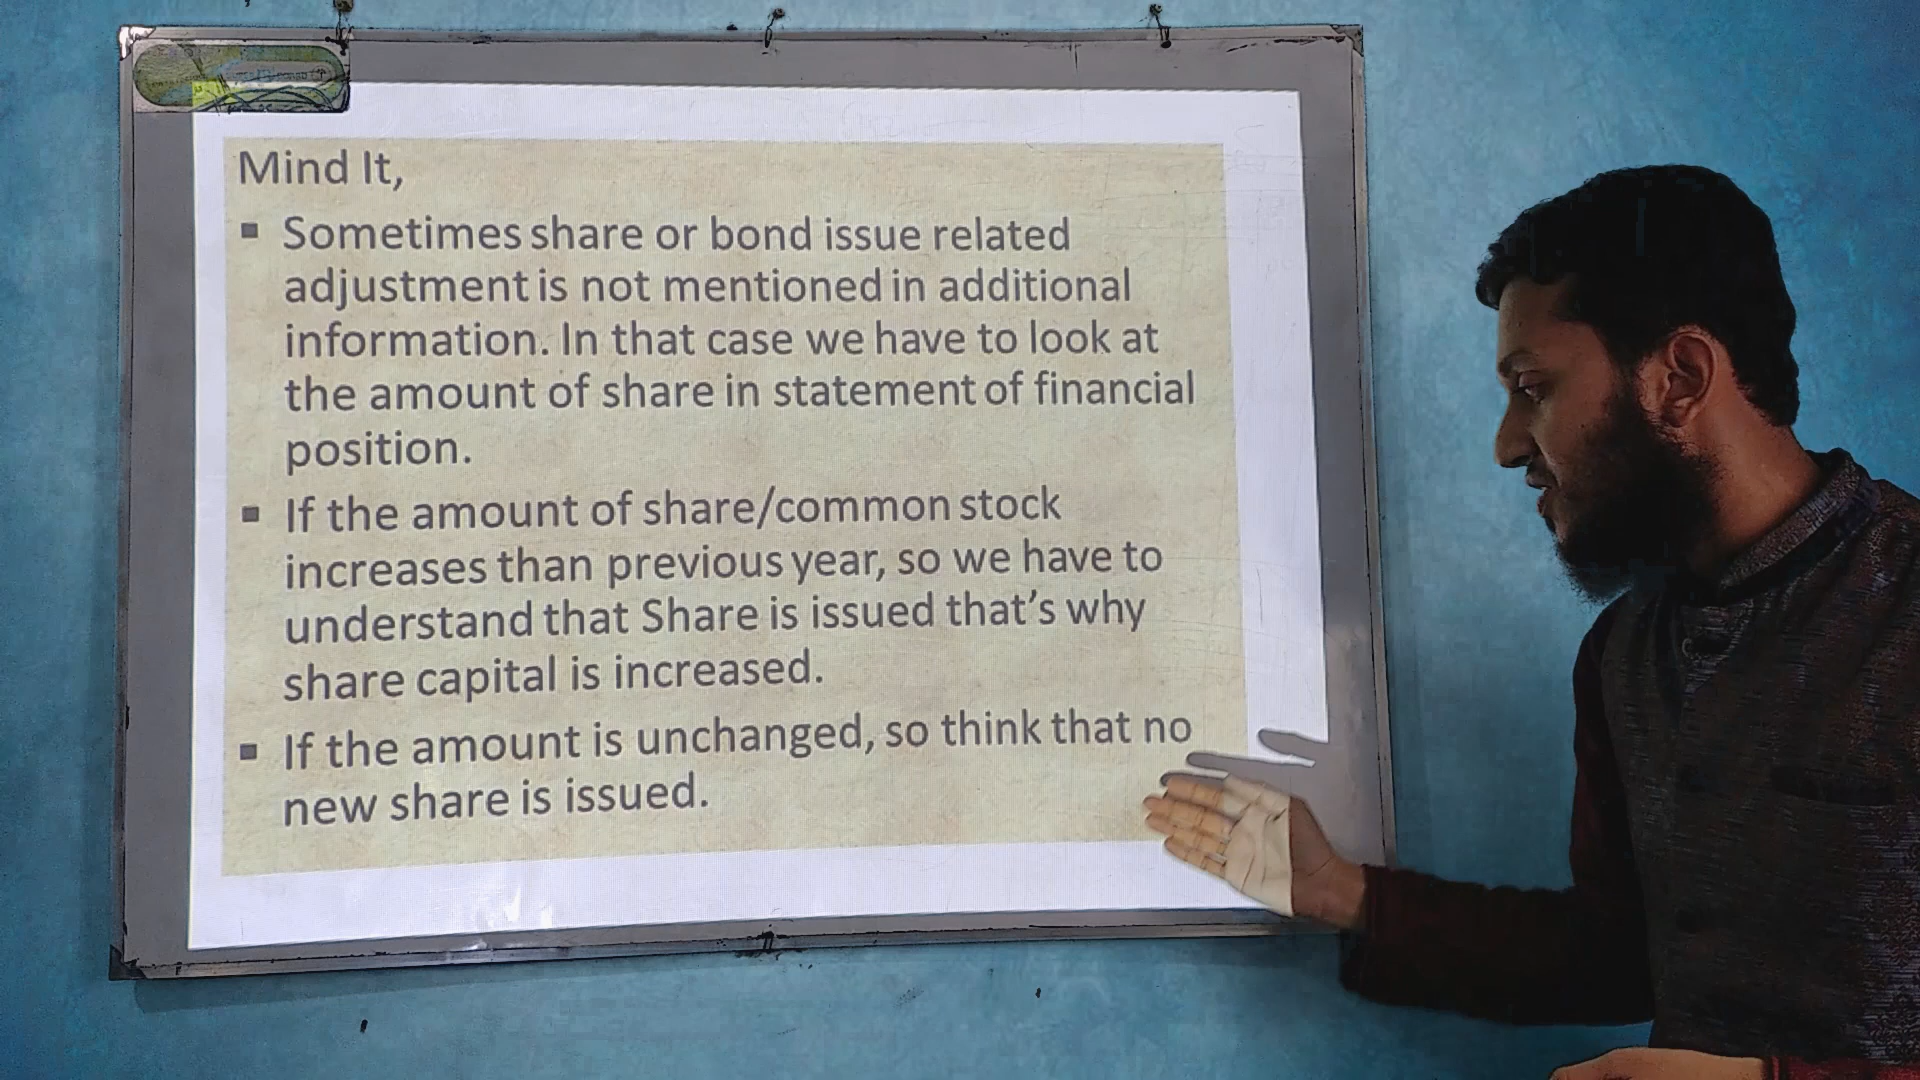 Mind It,
▪ Sometimes share or bond issue related
adjustment is not mentioned in additional
information. In that case we have to look at
the amount of share in statement of financial
position.
▪ If the amount of share/common stock
increases than previous year, so we have to
understand that Share is issued that's why
share capital is increased.
▪ If the amount is unchanged, so think that no
new share is issued.